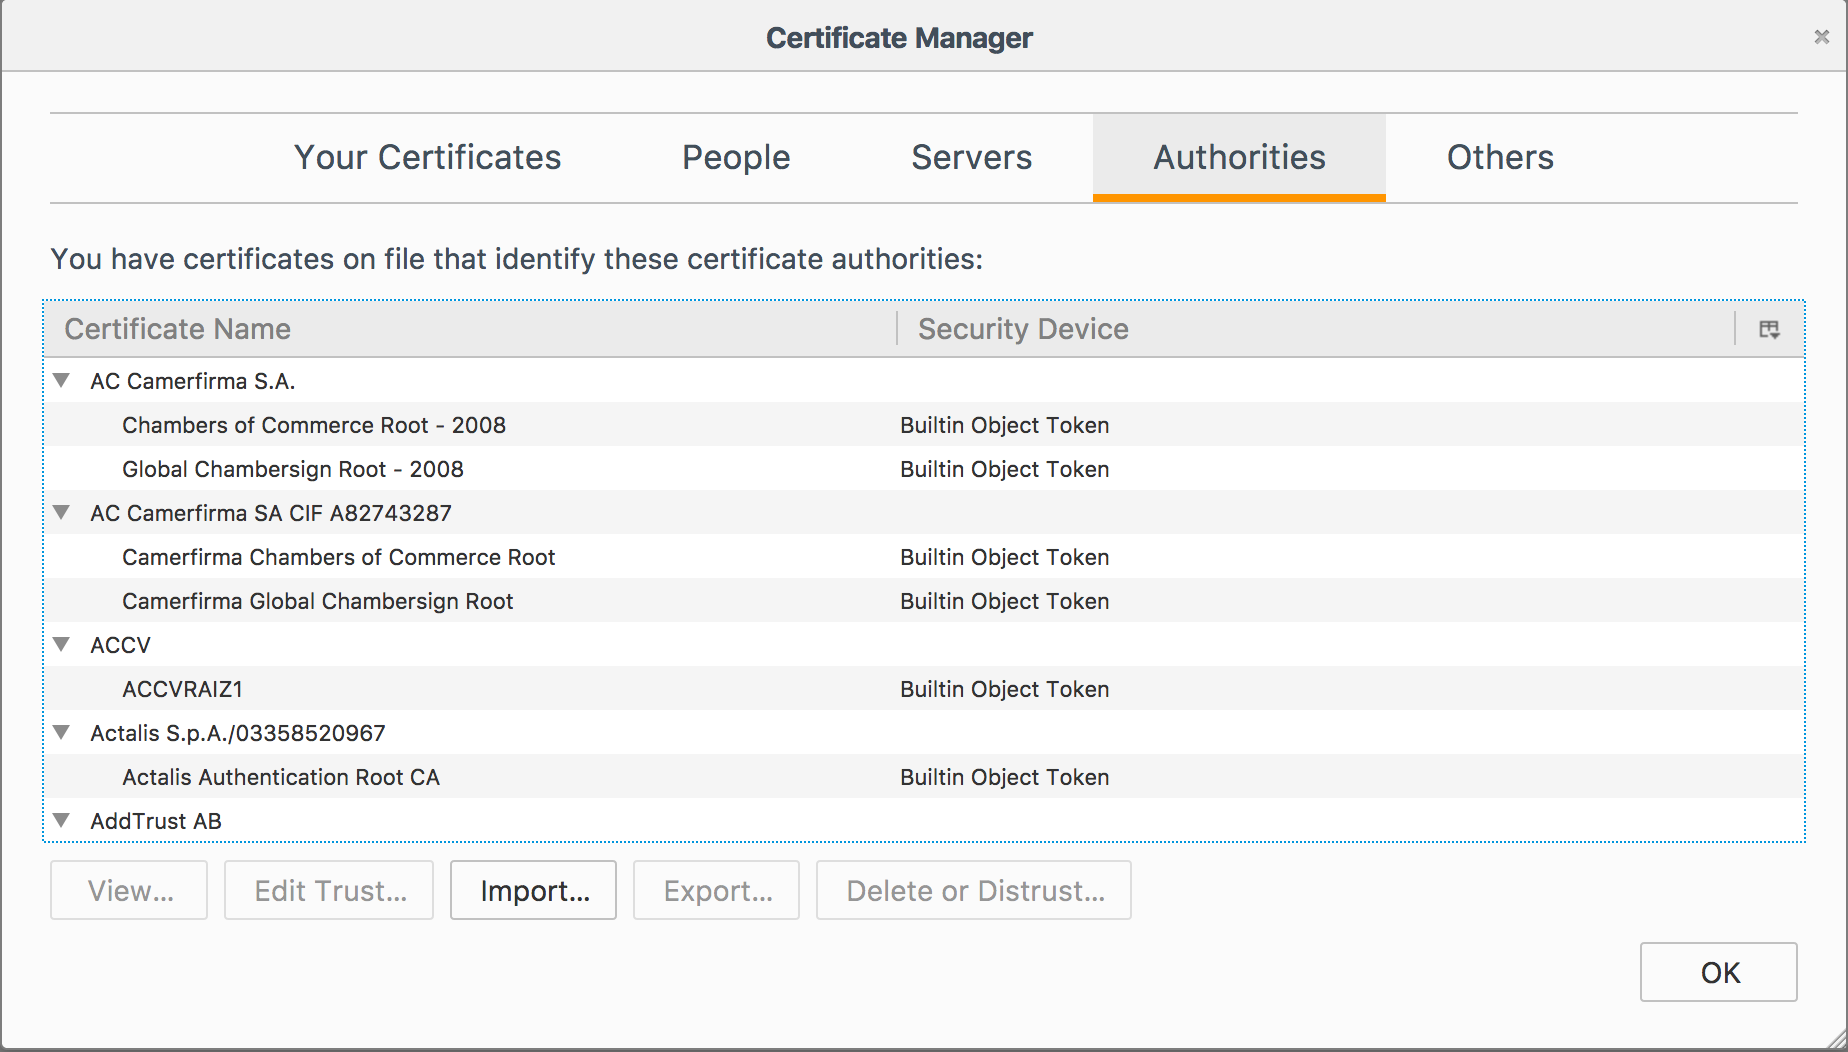 Certificate Manager
Your Certificates People Servers Authorities Others
You have certificates on file that identify these certificate authorities:
Certificate Name Security Device
AC Camerfirma S.A.
Chambers of Commerce Root - 2008 Builtin Object Token
Global Chambersign Root - 2008 Builtin Object Token
AC Camerfirma SA CIF A82743287
Camerfirma Chambers of Commerce Root Builtin Object Token
Camerfirma Global Chambersign Root Builtin Object Token
ACCV
ACCVRAIZ1 Builtin Object Token
Actalis S.p.A./03358520967
Actalis Authentication Root CA Builtin Object Token
AddTrust AB
View... Edit Trust... Import... Export... Delete or Distrust...
OK